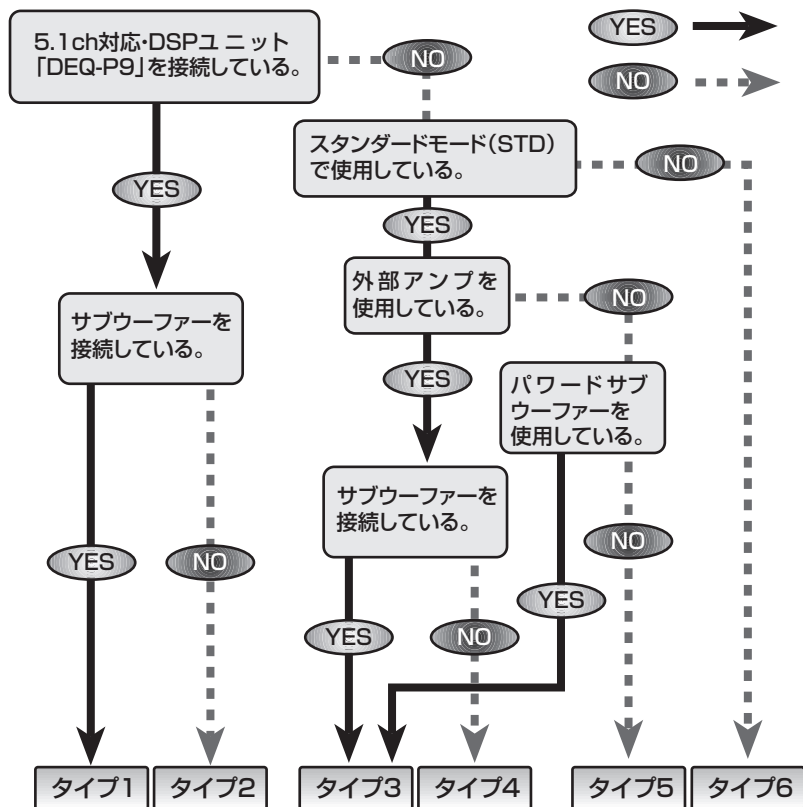 5.1ch対応・DSPユニット
「DEQ-P9」を接続している。
NO
YES
NO
スタンダードモード(STD)
で使用している。
NO
YES
YES
外部アンプを
使用している。
NO
サブウーファーを
接続している。
YES
パワードサブ
ウーファーを
使用している。
サブウーファーを
接続している。
YES
NO
NO
YES
YES
NO
タイプ1
タイプ2
タイプ3
タイプ4
タイプ5
タイプ6